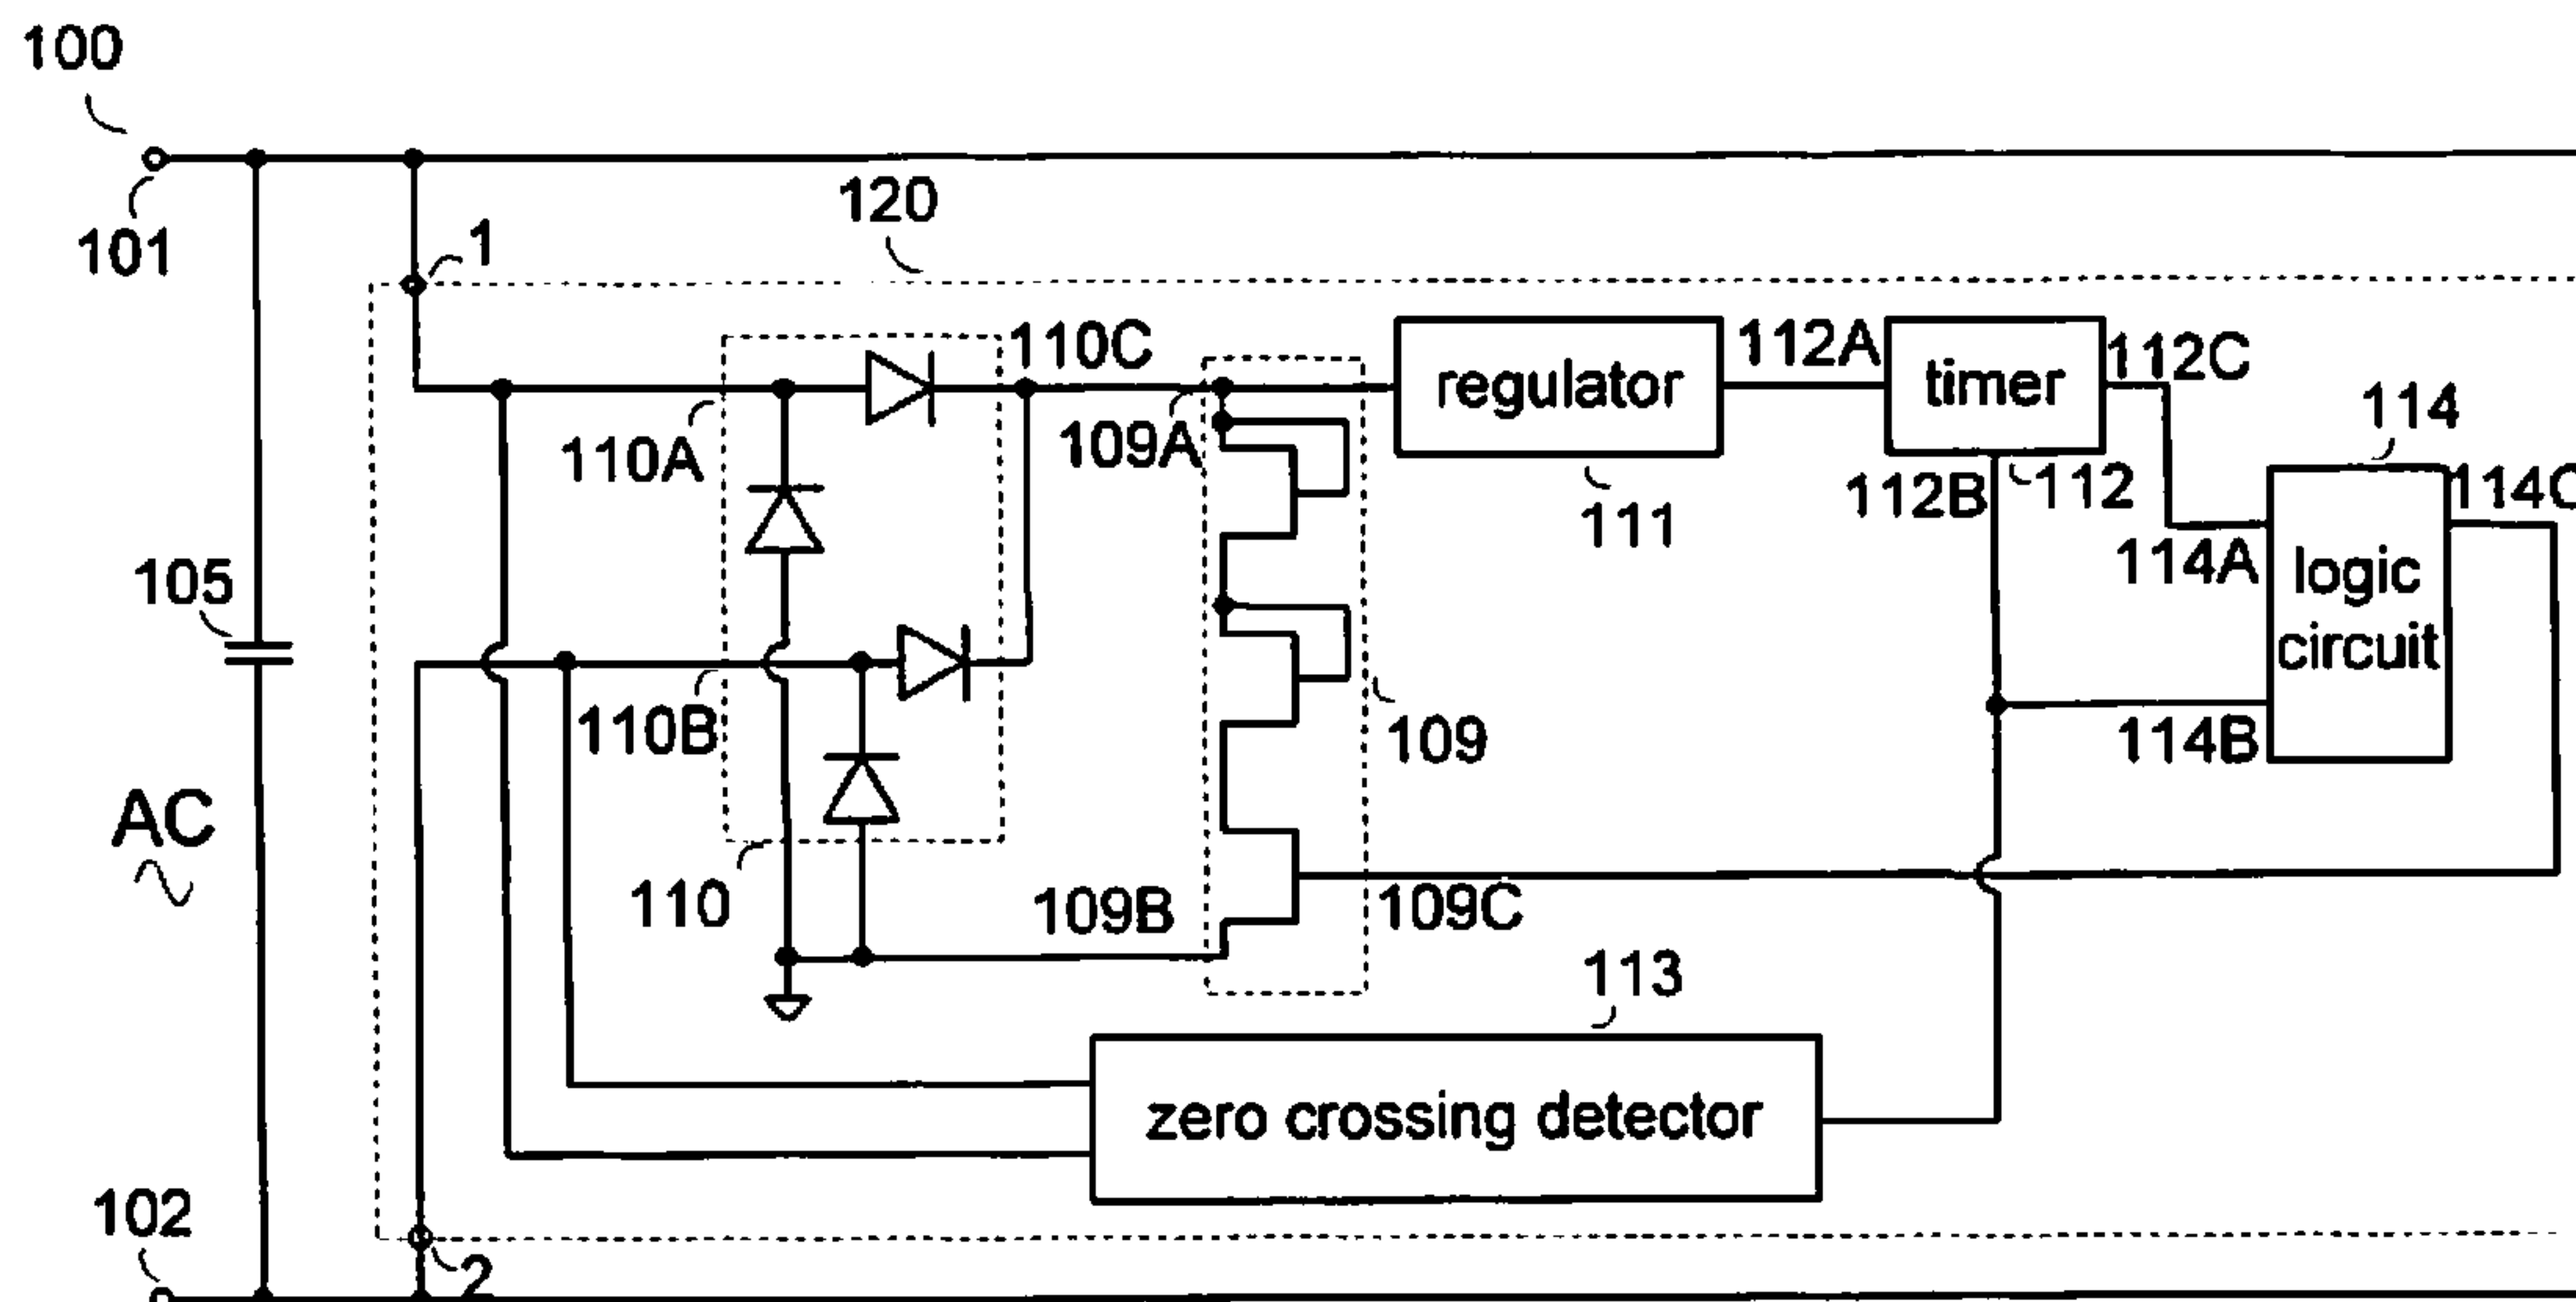 100
101
120
1
110C
112A
timer
112C
regulator
114
110A
109A
112B
112
111
114A
105
logic
circuit
110B
109
114B
AC
110
109B
109C
113
zero crossing detector
102
2